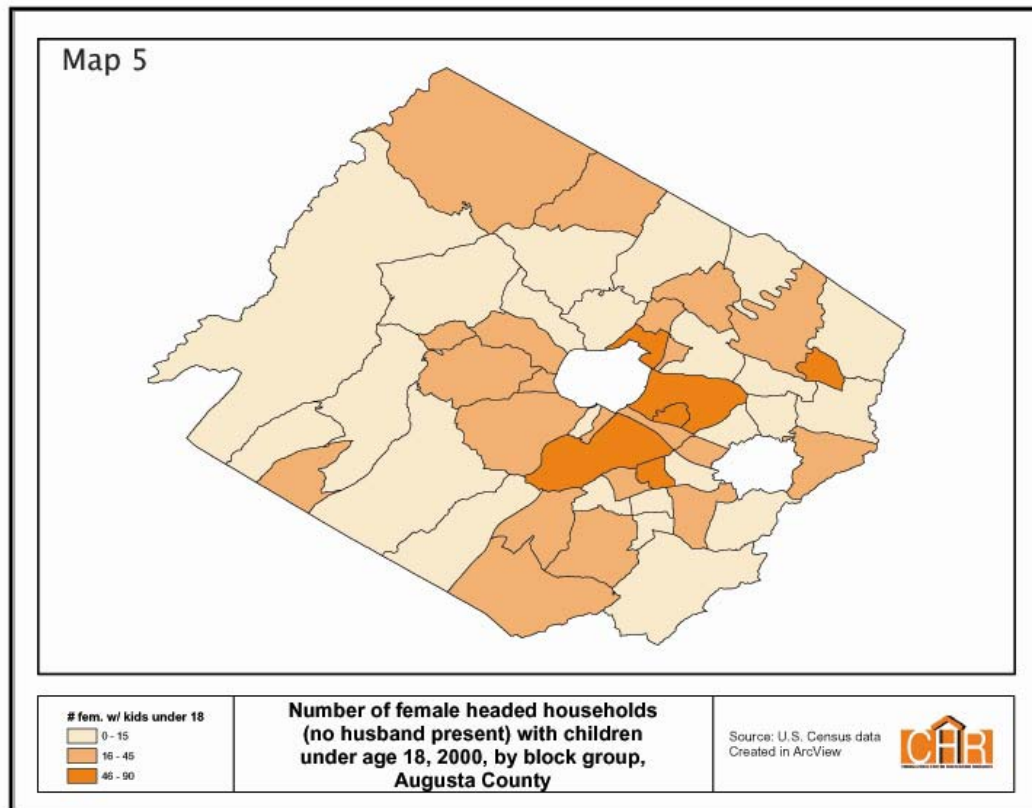 Map 5
# fem. w/ kids under 18
0 - 15
16 - 45
46 - 90
Number of female headed households
(no husband present) with children
under age 18, 2000, by block group,
Augusta County
Source: U.S. Census data
Created in ArcView
CHR